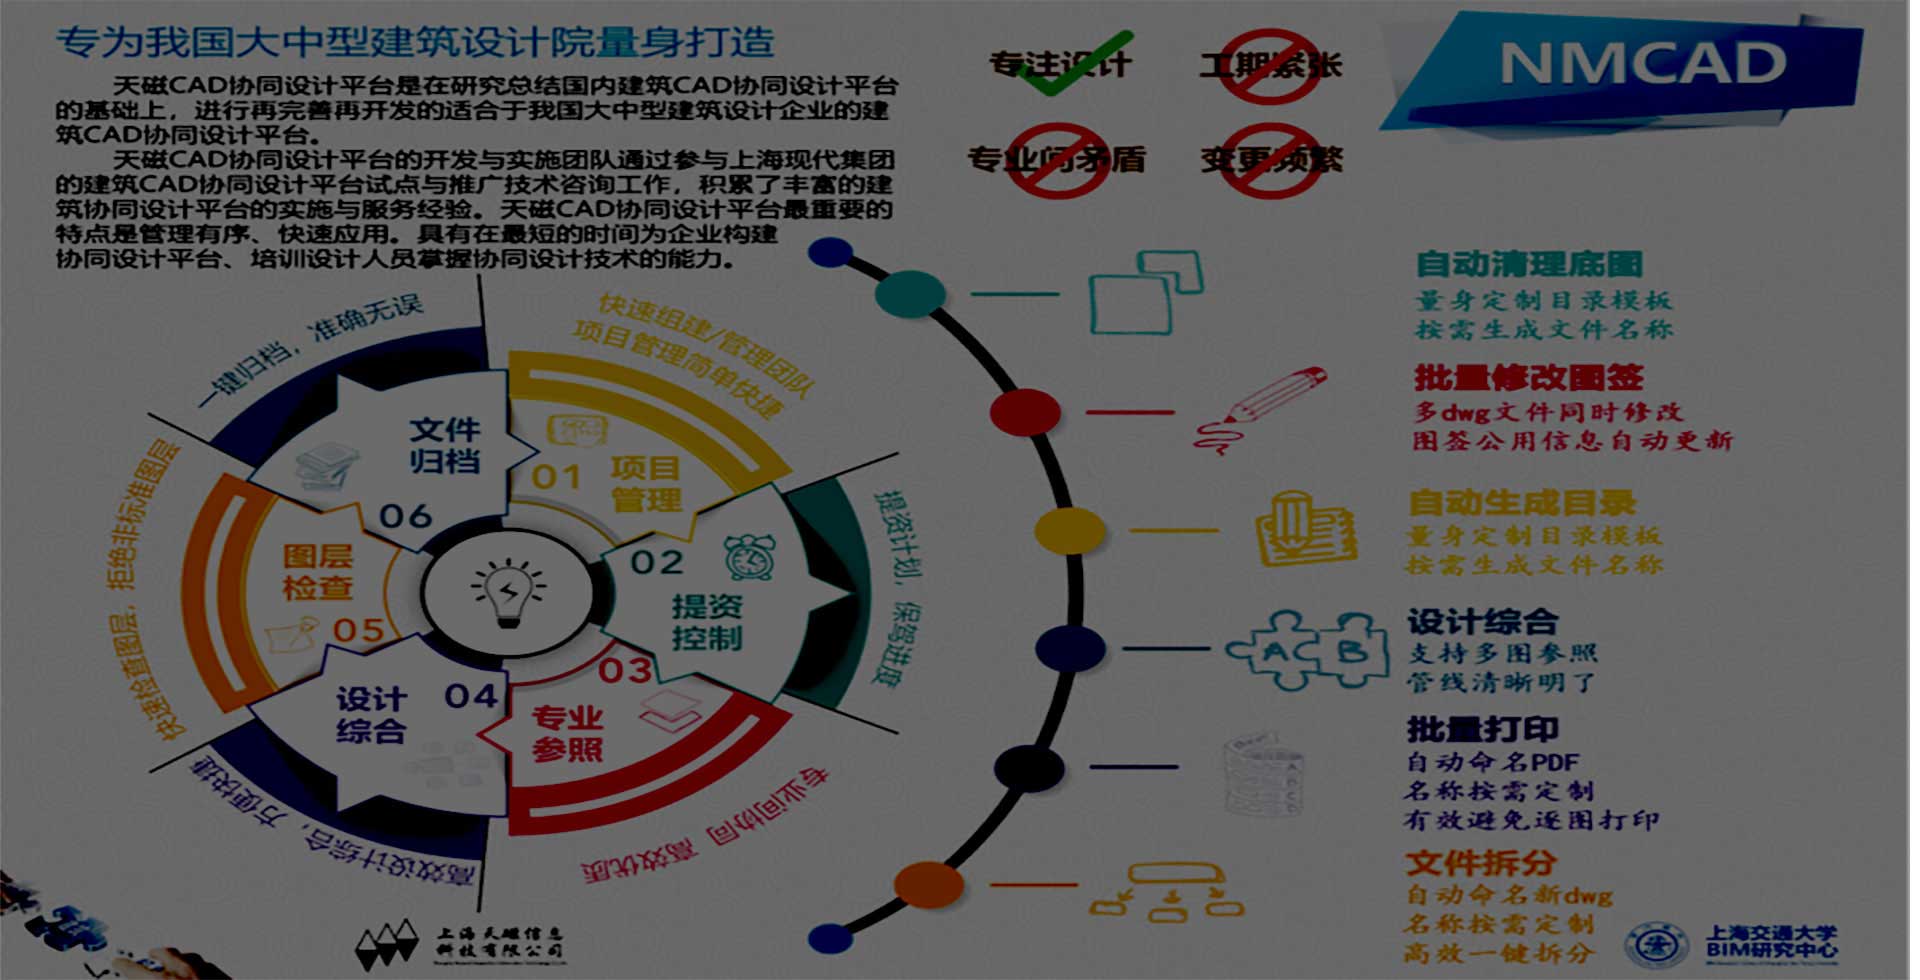 专为我国大中型建筑设计院量身打造
天磁CAD协同设计平台是在研究总结国内建筑CAD协同设计平台
的基础上，进行再完善再开发的适合于我国大中型建筑设计企业的建
筑CAD协同设计平台。
天磁CAD协同设计平台的开发与实施团队通过参与上海现代集团
的建筑CAD协同设计平台试点与推广技术咨询工作，积累了丰富的建
筑协同设计平台的实施与服务经验。天磁CAD协同设计平台最重要的
特点是管理有序、快速应用。具有在最短的时间为企业构建
协同设计平台、培训设计人员掌握协同设计技术的能力。
专注设计
工期紧张
专业间矛盾
变更频繁
NMCAD
一键归档，准确无误
快速组建/管理团队
项目管理简单快捷
提资计划，保驾进度
专业间协同 高效优质
高效设计综合，方便快捷
快速检查图层，拒绝非标准图层
01
项目
管理
02
提资
控制
03
专业
参照
04
设计
综合
05
图层
检查
06
文件
归档
自动清理底图
量身定制目录模板
按需生成文件名称
批量修改图签
多dwg文件同时修改
图签公用信息自动更新
自动生成目录
量身定制目录模板
按需生成文件名称
A C B
设计综合
支持多图参照
管线清晰明了
批量打印
自动命名PDF
名称按需定制
有效避免逐图打印
文件拆分
自动命名新dwg
名称按需定制
高效一键拆分
上海天磁信息
科技有限公司
上海交通大学
BIM研究中心